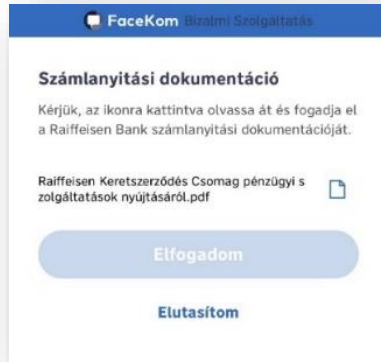 FaceKom Bizalmi Szolgáltatás
Számlanyitási dokumentáció
Kérjük, az ikonra kattintva olvassa át és fogadja el
a Raiffeisen Bank számlanyitási dokumentációját.
Raiffeisen Keretszerződés Csomag pénzügyi s
zolgáltatások nyújtásáról.pdf
Elfogadom
Elutasítom